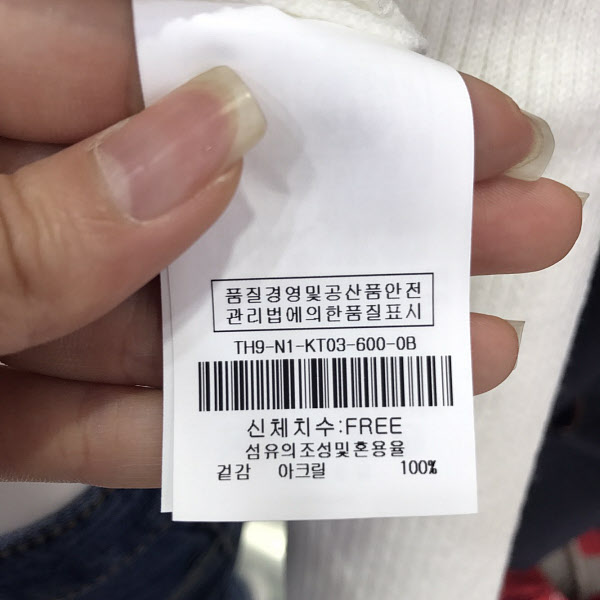 품질경영및공산품안전
관리법에의한품질표시
TH9-N1-KT03-600-0B
신체치수:FREE
섬유의조성및혼용율
겉감 아크릴 100%